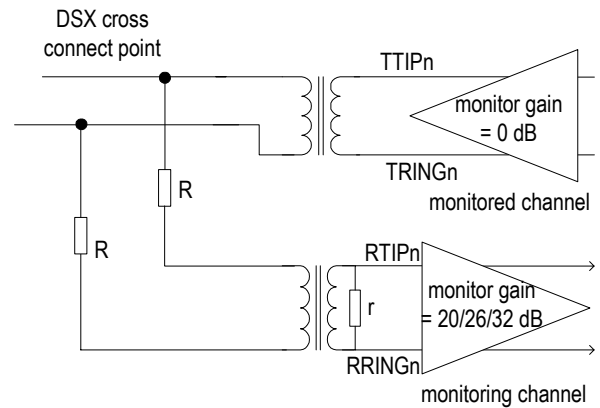 DSX cross
connect point
TTIPn
monitor gain
= 0 dB
TRINGn
monitored channel
R
R
RTIPn
monitor gain
= 20/26/32 dB
r
RRINGn
monitoring channel